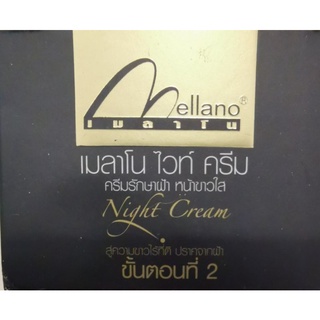 Mellano®
เมลาโน
เมลาโน ไวท์ ครีม
ครีมรักษาฝ้า หน้าขาวใส
Night Cream
สู่ความขาวไร้ที่ติ ปราศจากฝ้า
ขั้นตอนที่ 2